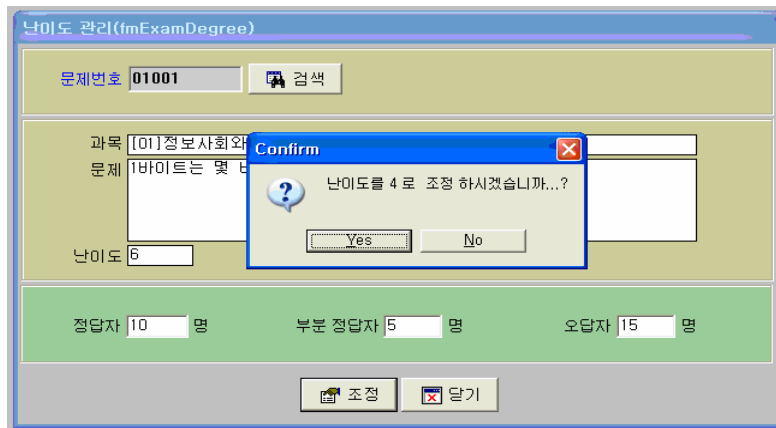 난이도 관리(fmExamDegree)
문제번호 01001 검색
과목 [01]정보사회와
문제 1바이트는 몇
Confirm
난이도를 4 로 조정 하시겠습니까...?
Yes No
난이도 6
정답자 10 명 부분 정답자 5 명 오답자 15 명
조정 닫기